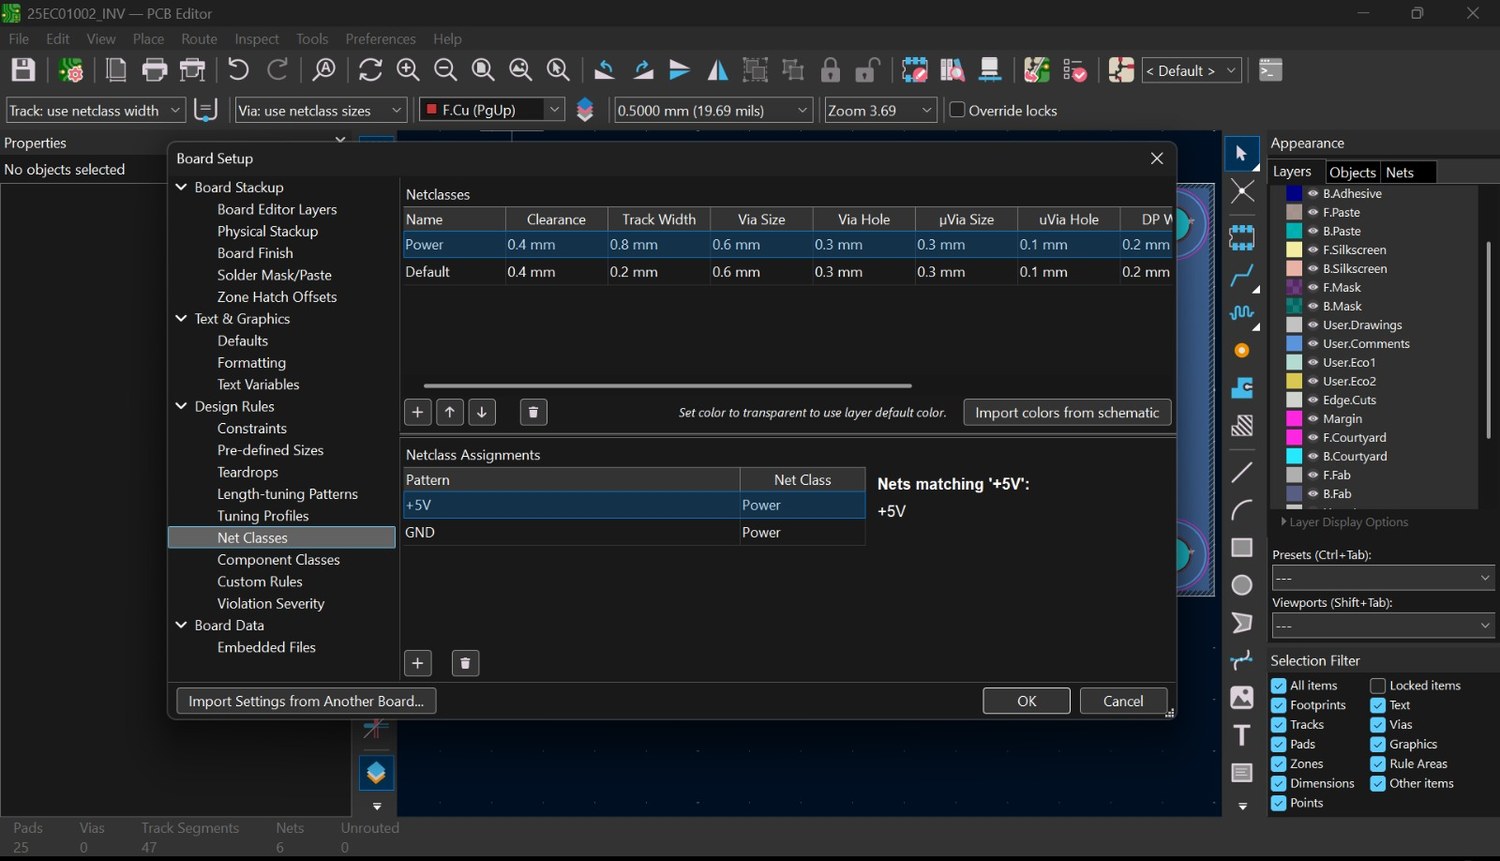 25EC01002_INV — PCB Editor
File Edit View Place Route Inspect Tools Preferences Help
< Default >
Track: use netclass width Via: use netclass sizes F.Cu (PgUp) 0.5000 mm (19.69 mils) Zoom 3.69 Override locks
Properties
No objects selected
Board Setup
Board Stackup
Board Editor Layers
Physical Stackup
Board Finish
Solder Mask/Paste
Zone Hatch Offsets
Text & Graphics
Defaults
Formatting
Text Variables
Design Rules
Constraints
Pre-defined Sizes
Teardrops
Length-tuning Patterns
Tuning Profiles
Net Classes
Component Classes
Custom Rules
Violation Severity
Board Data
Embedded Files
Import Settings from Another Board...
Netclasses
Name Clearance Track Width Via Size Via Hole µVia Size uVia Hole DP W
Power 0.4 mm 0.8 mm 0.6 mm 0.3 mm 0.3 mm 0.1 mm 0.2 mm
Default 0.4 mm 0.2 mm 0.6 mm 0.3 mm 0.3 mm 0.1 mm 0.2 mm
Set color to transparent to use layer default color. Import colors from schematic
Netclass Assignments
Pattern Net Class
+5V Power
GND Power
Nets matching '+5V':
+5V
OK Cancel
Appearance
Layers Objects Nets
B.Adhesive
F.Paste
B.Paste
F.Silkscreen
B.Silkscreen
F.Mask
B.Mask
User.Drawings
User.Comments
User.Eco1
User.Eco2
Edge.Cuts
Margin
F.Courtyard
B.Courtyard
F.Fab
B.Fab
Layer Display Options
Presets (Ctrl+Tab):
---
Viewports (Shift+Tab):
---
Selection Filter
All items Locked items
Footprints Text
Tracks Vias
Pads Graphics
Zones Rule Areas
Dimensions Other items
Points
Pads Vias Track Segments Nets Unrouted
25 0 47 6 0